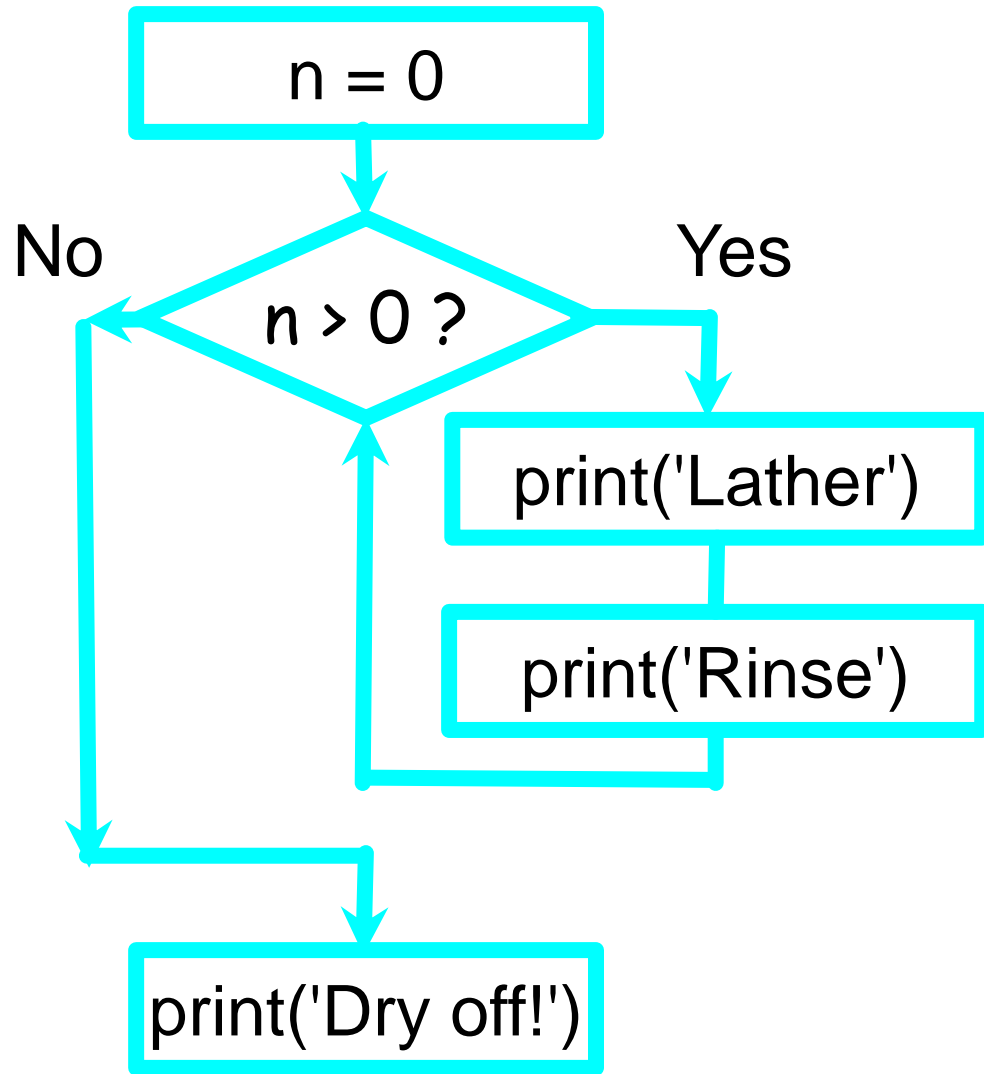 n = 0
No
Yes
n > 0 ?
print('Lather')
print('Rinse')
print('Dry off!')